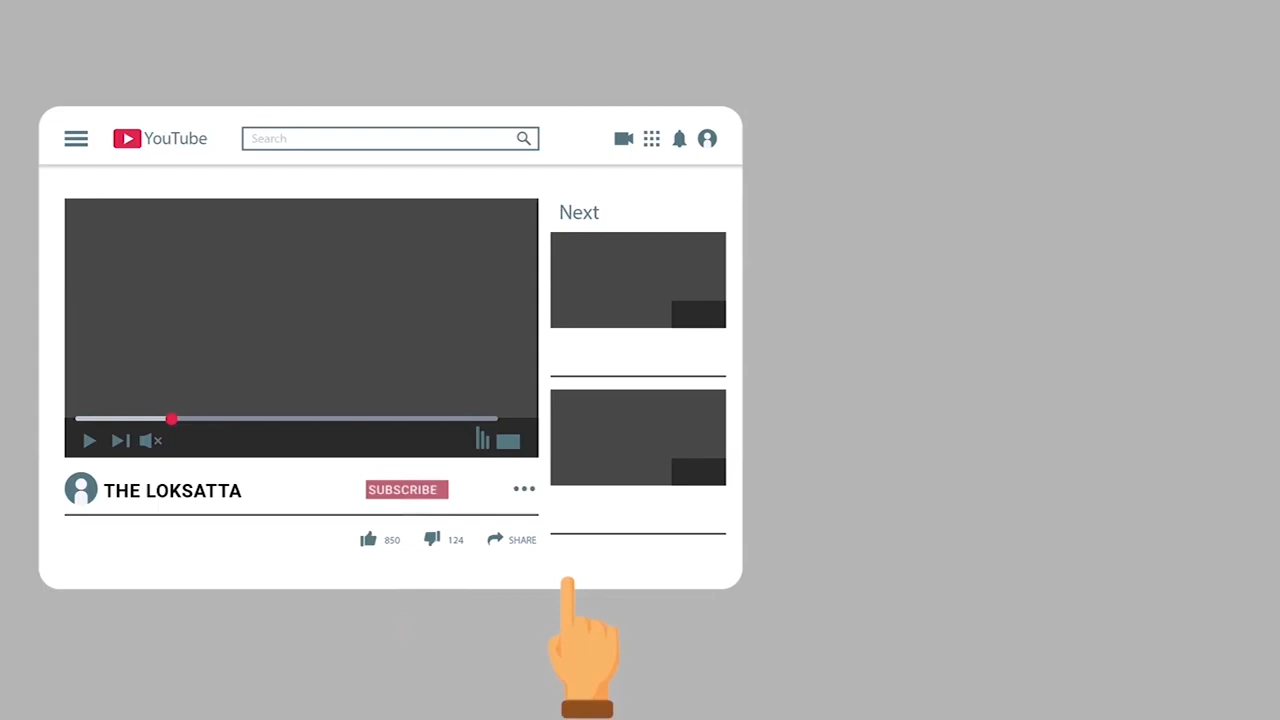 YouTube
Search
Next
THE LOKSATTA
SUBSCRIBE
850
124
SHARE